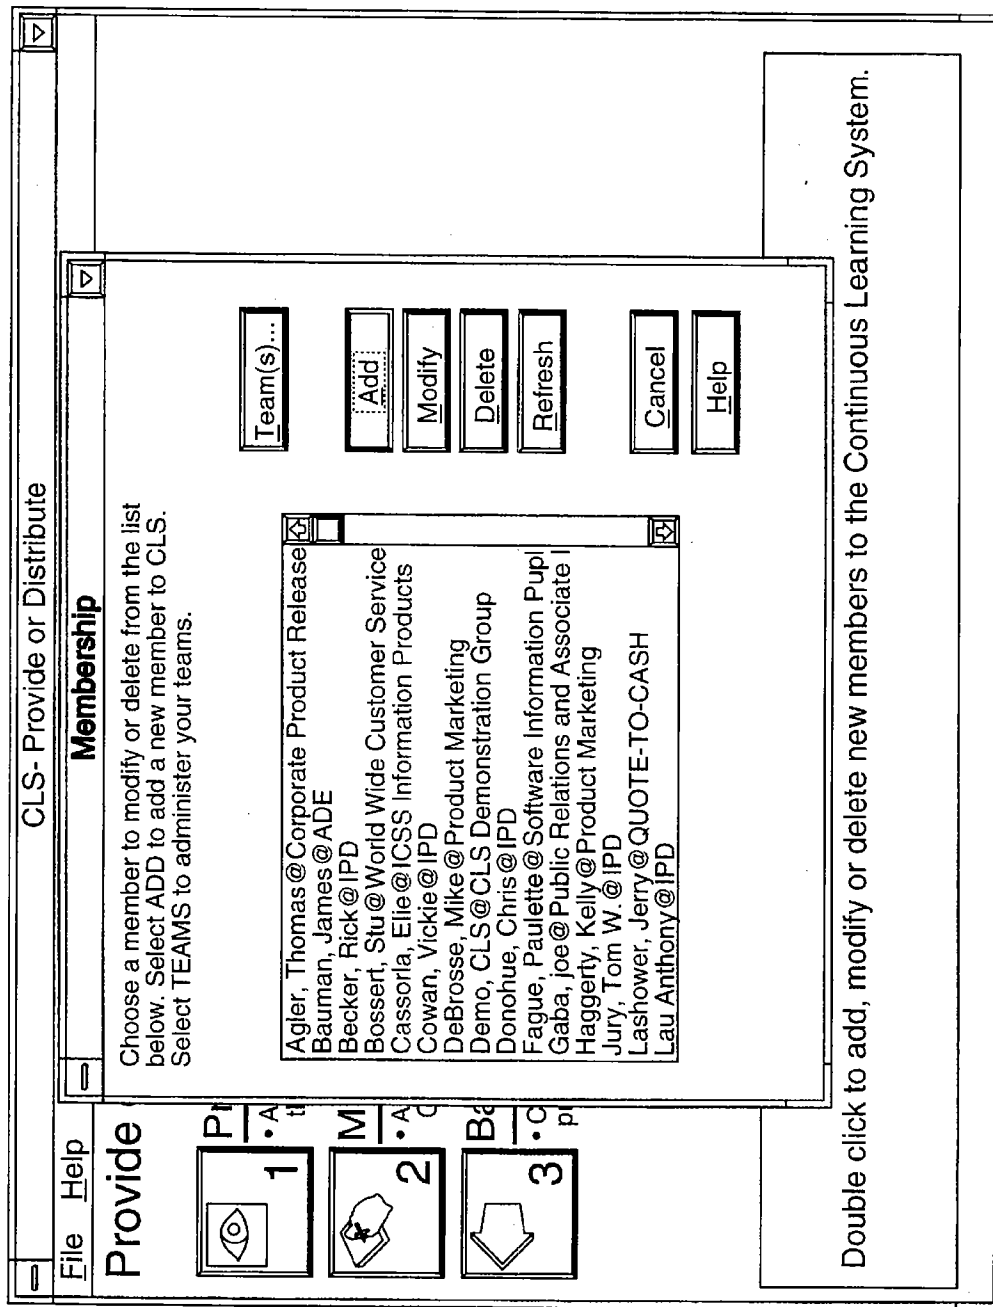 CLS- Provide or Distribute
File Help
Provide
1
Pr
• A
2
M
• A
3
Ba
• C
Membership
Choose a member to modify or delete from the list
below. Select ADD to add a new member to CLS.
Select TEAMS to administer your teams.
Agler, Thomas@Corporate Product Release
Bauman, James@ADE
Becker, Rick@IPD
Bossert, Stu@World Wide Customer Service
Cassorla, Elie@ICSS Information Products
Cowan, Vickie@IPD
DeBrosse, Mike@Product Marketing
Demo, CLS@CLS Demonstration Group
Donohue, Chris@IPD
Fague, Paulette@Software Information Pupl
Gaba, joe@Public Relations and Associate I
Haggerty, Kelly@Product Marketing
Jury, Tom W.@IPD
Lashower, Jerry@QUOTE-TO-CASH
Lau Anthony@IPD
Team(s)...
Add
Modify
Delete
Refresh
Cancel
Help
Double click to add, modify or delete new members to the Continuous Learning System.